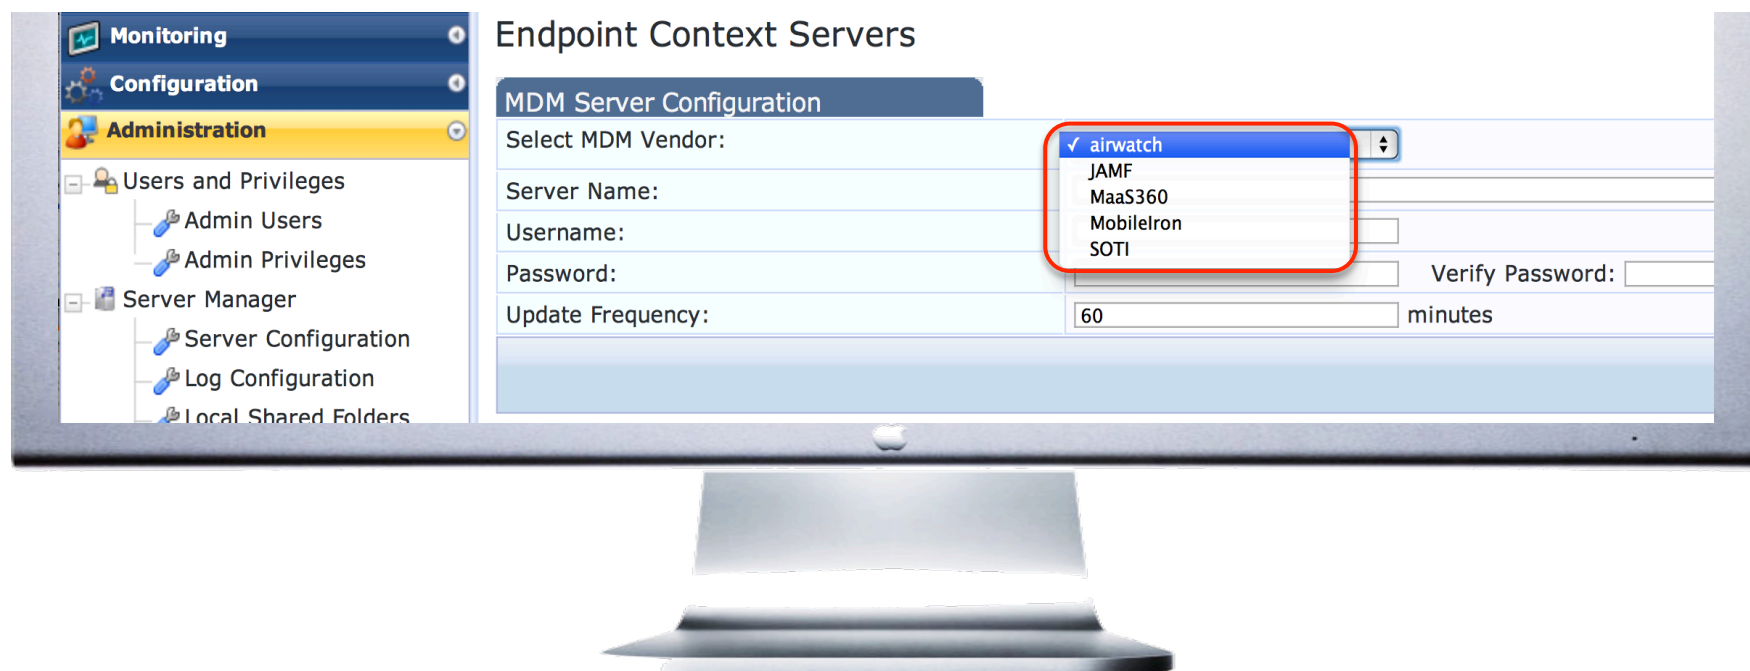 Monitoring
Configuration
Administration
Users and Privileges
Admin Users
Admin Privileges
Server Manager
Server Configuration
Log Configuration
Local Shared Folders
Endpoint Context Servers
MDM Server Configuration
Select MDM Vendor:
✓ airwatch
JAMF
MaaS360
MobileIron
SOTI
Server Name:
Username:
Password:
Verify Password:
Update Frequency: 60 minutes